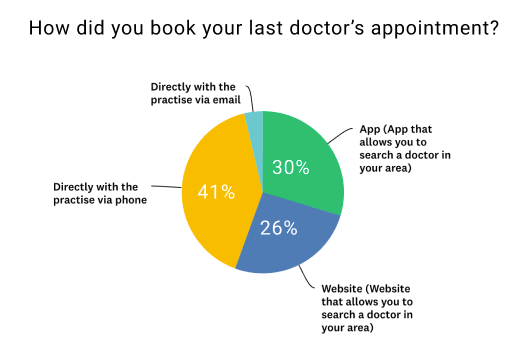 How did you book your last doctor’s appointment?
Directly with the
practise via email
App (App that
allows you to
search a doctor in
your area)
30%
41%
Directly with the
practise via phone
26%
Website (Website
that allows you to
search a doctor in
your area)